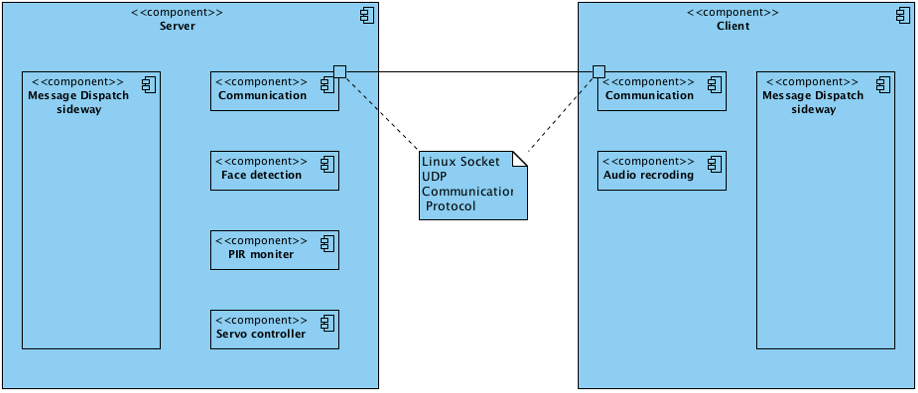 <<component>>
Server
<<component>>
Message Dispatch
sideway
<<component>>
Communication
<<component>>
Face detection
<<component>>
PIR moniter
<<component>>
Servo controller
Linux Socket
UDP
Communication
Protocol
<<component>>
Client
<<component>>
Communication
<<component>>
Audio recroding
<<component>>
Message Dispatch
sideway